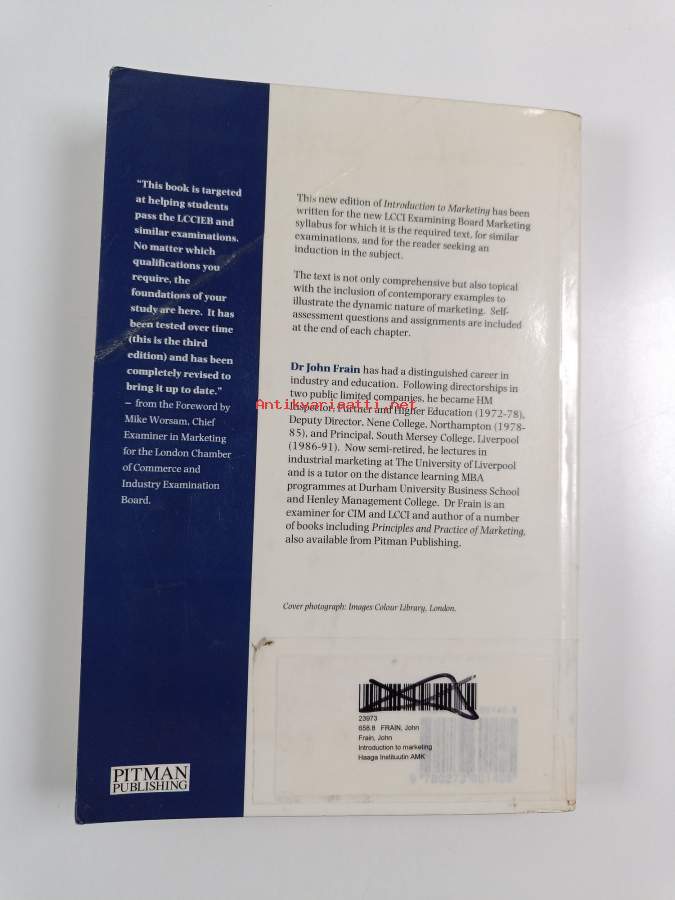 "This book is targeted
at helping students
pass the LCCIEB and
similar examinations.
No matter which
qualifications you
require, the
foundations of your
study are here. It has
been tested over time
(this is the third
edition) and has been
completely revised to
bring it up to date."
– from the Foreword by
Mike Worsam, Chief
Examiner in Marketing
for the London Chamber
of Commerce and
Industry Examination
Board.
PITMAN
PUBLISHING
This new edition of Introduction to Marketing has been
written for the new LCCI Examining Board Marketing
syllabus for which it is the required text, for similar
examinations, and for the reader seeking an
induction in the subject.
The text is not only comprehensive but also topical
with the inclusion of contemporary examples to
illustrate the dynamic nature of marketing. Self-
assessment questions and assignments are included
at the end of each chapter.
Dr John Frain has had a distinguished career in
industry and education. Following directorships in
two public limited companies, he became HM
Inspector, Further and Higher Education (1972-78),
Deputy Director, Nene College, Northampton (1978-
85), and Principal, South Mersey College, Liverpool
(1986-91). Now semi-retired, he lectures in
industrial marketing at The University of Liverpool
and is a tutor on the distance learning MBA
programmes at Durham University Business School
and Henley Management College. Dr Frain is an
examiner for CIM and LCCI and author of a number
of books including Principles and Practice of Marketing,
also available from Pitman Publishing.
Antikvariaatti.net
Cover photograph: Images Colour Library, London.
23973
658.8 FRAIN, John
Frain, John
Introduction to marketing
Haaga Instituutin AMK